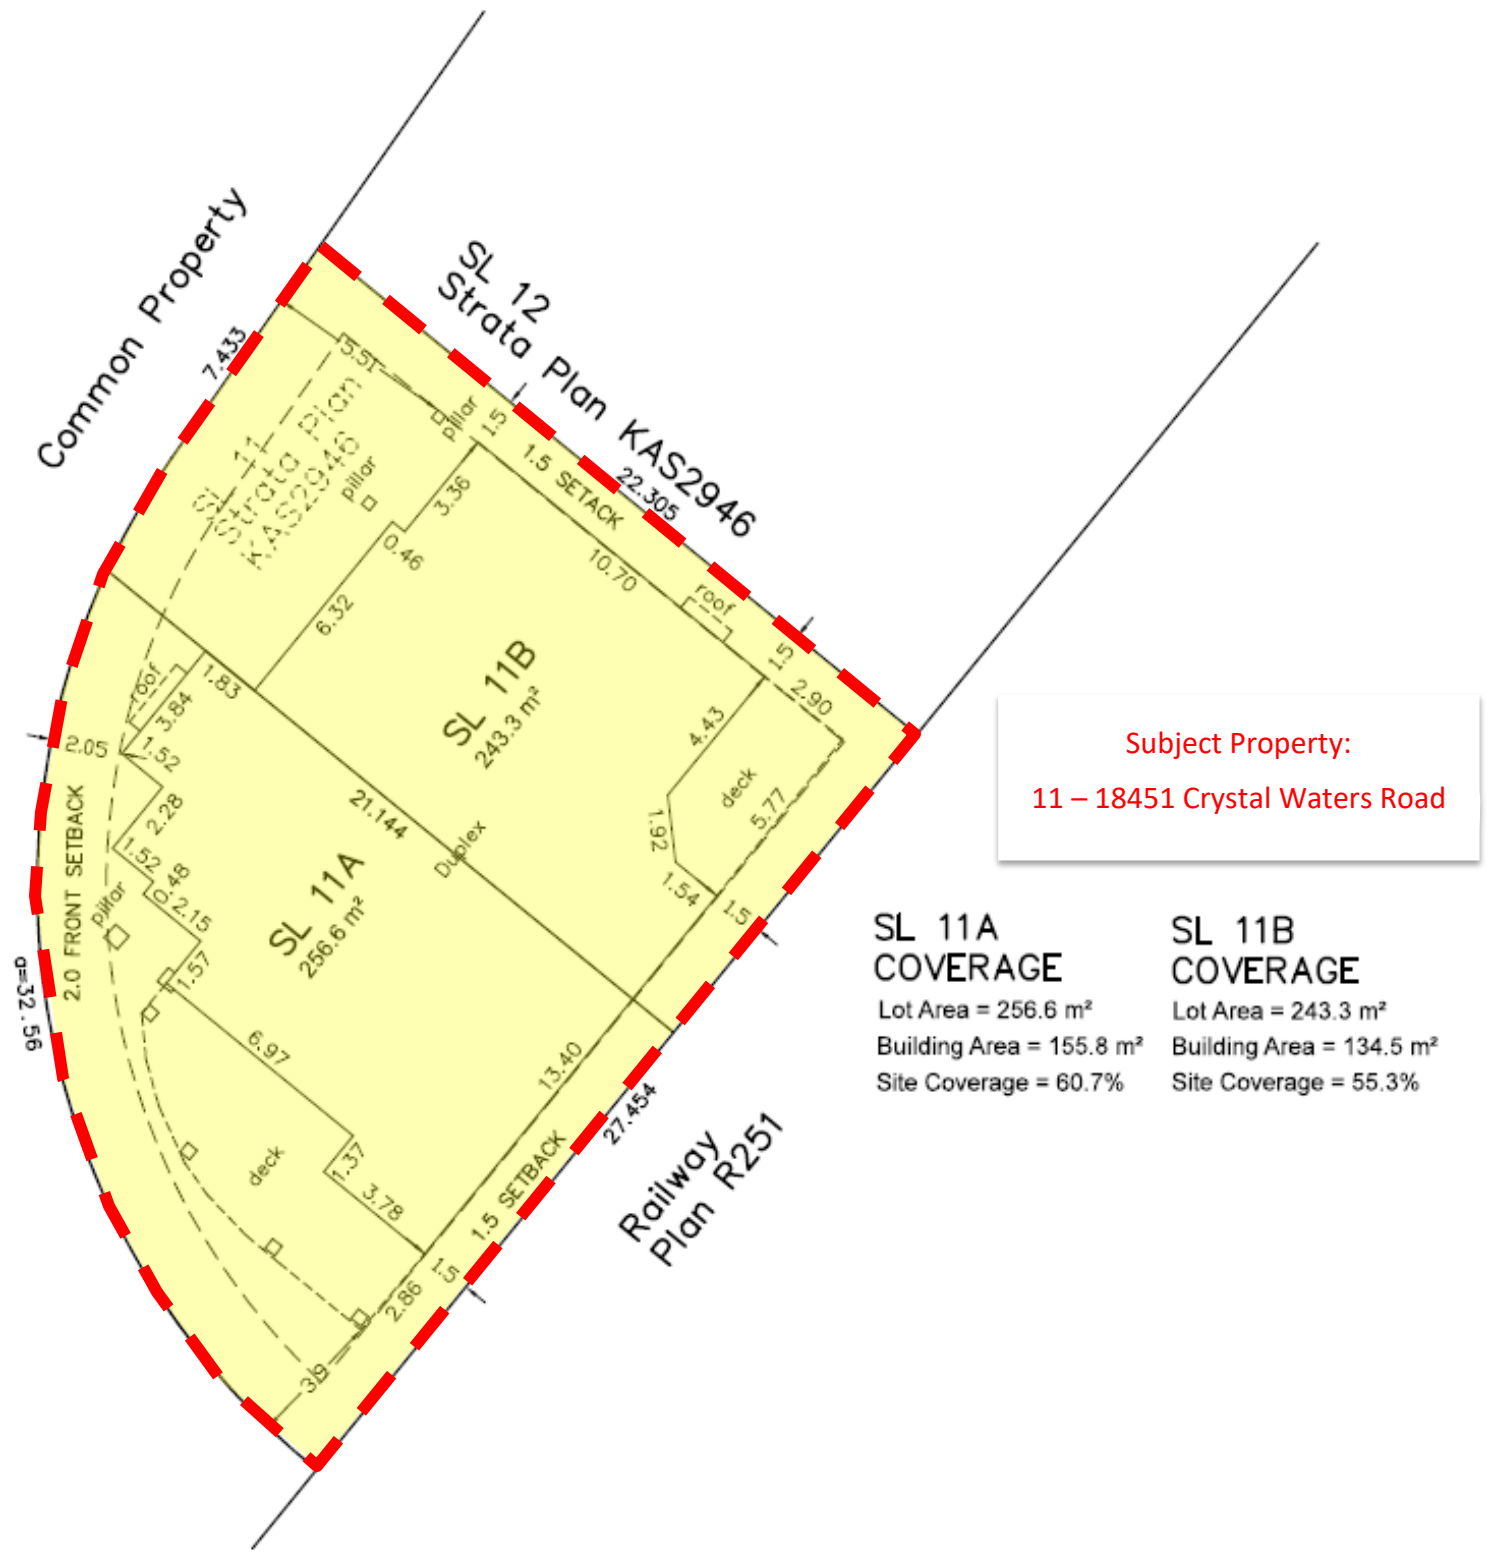 Common Property
7.433
SL 12
Strata Plan KAS2946
22.305
5.51
pillar
1.5
1.5 SETACK
SL 11
Strata Plan
KAS2946
pillar
3.36
0.46
6.32
10.70
roof
1.5
2.90
SL 11B
243.3 m²
4.43
deck
5.77
1.92
1.54
1.5
roof
3.84
1.83
2.05
1.52
2.28
1.52
0.48
2.15
pillar
1.57
2.0 FRONT SETBACK
a=32.56
21.144
Duplex
SL 11A
256.6 m²
6.97
13.40
27.454
deck
1.37
3.78
1.5 SETBACK
1.5
2.86
3.9
Railway
Plan R251
Subject Property:
11 – 18451 Crystal Waters Road
SL 11A
COVERAGE
Lot Area = 256.6 m²
Building Area = 155.8 m²
Site Coverage = 60.7%
SL 11B
COVERAGE
Lot Area = 243.3 m²
Building Area = 134.5 m²
Site Coverage = 55.3%